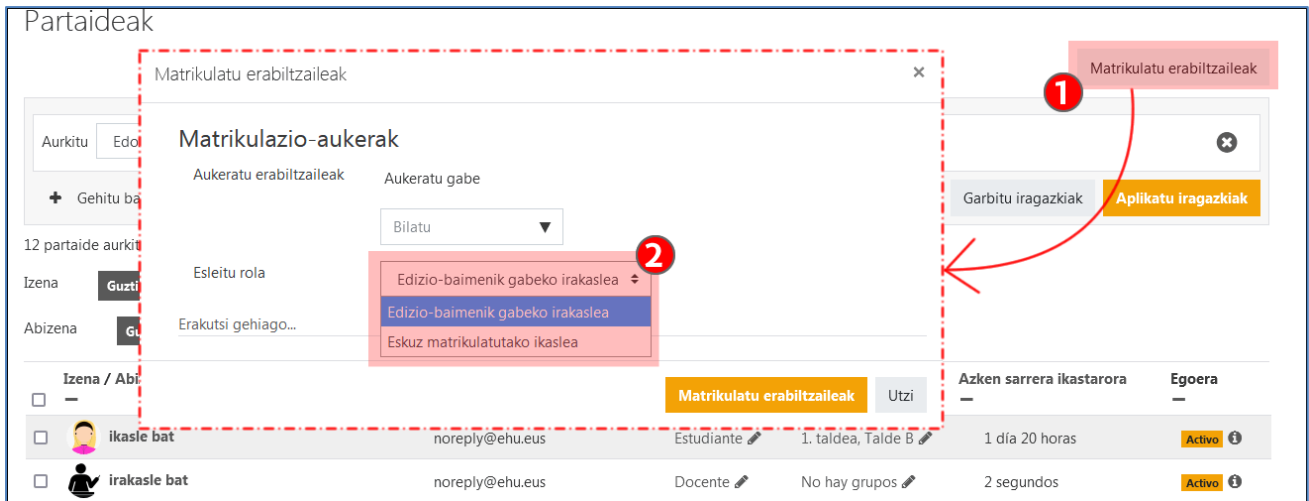 Partaideak
Matrikulatu erabiltzaileak
1
Matrikulatu erabiltzaileak ×
Aurkitu
Matrikulazio-aukerak
Aukeratu erabiltzaileak Aukeratu gabe
Gehitu
Garbitu iragazkiak Aplikatu iragazkiak
Bilatu
12 partaide
2
Esleitu rola Edizio-baimenik gabeko irakaslea
Izena
Edizio-baimenik gabeko irakaslea
Abizena
Erakutsi gehiago...
Eskuz matrikulatutako ikaslea
Izena / Azken sarrera ikastarora Egoera
Matrikulatu erabiltzaileak Utzi
ikasle bat noreply@ehu.eus Estudiante 1. taldea, Talde B 1 día 20 horas Activo
irakasle bat noreply@ehu.eus Docente No hay grupos 2 segundos Activo